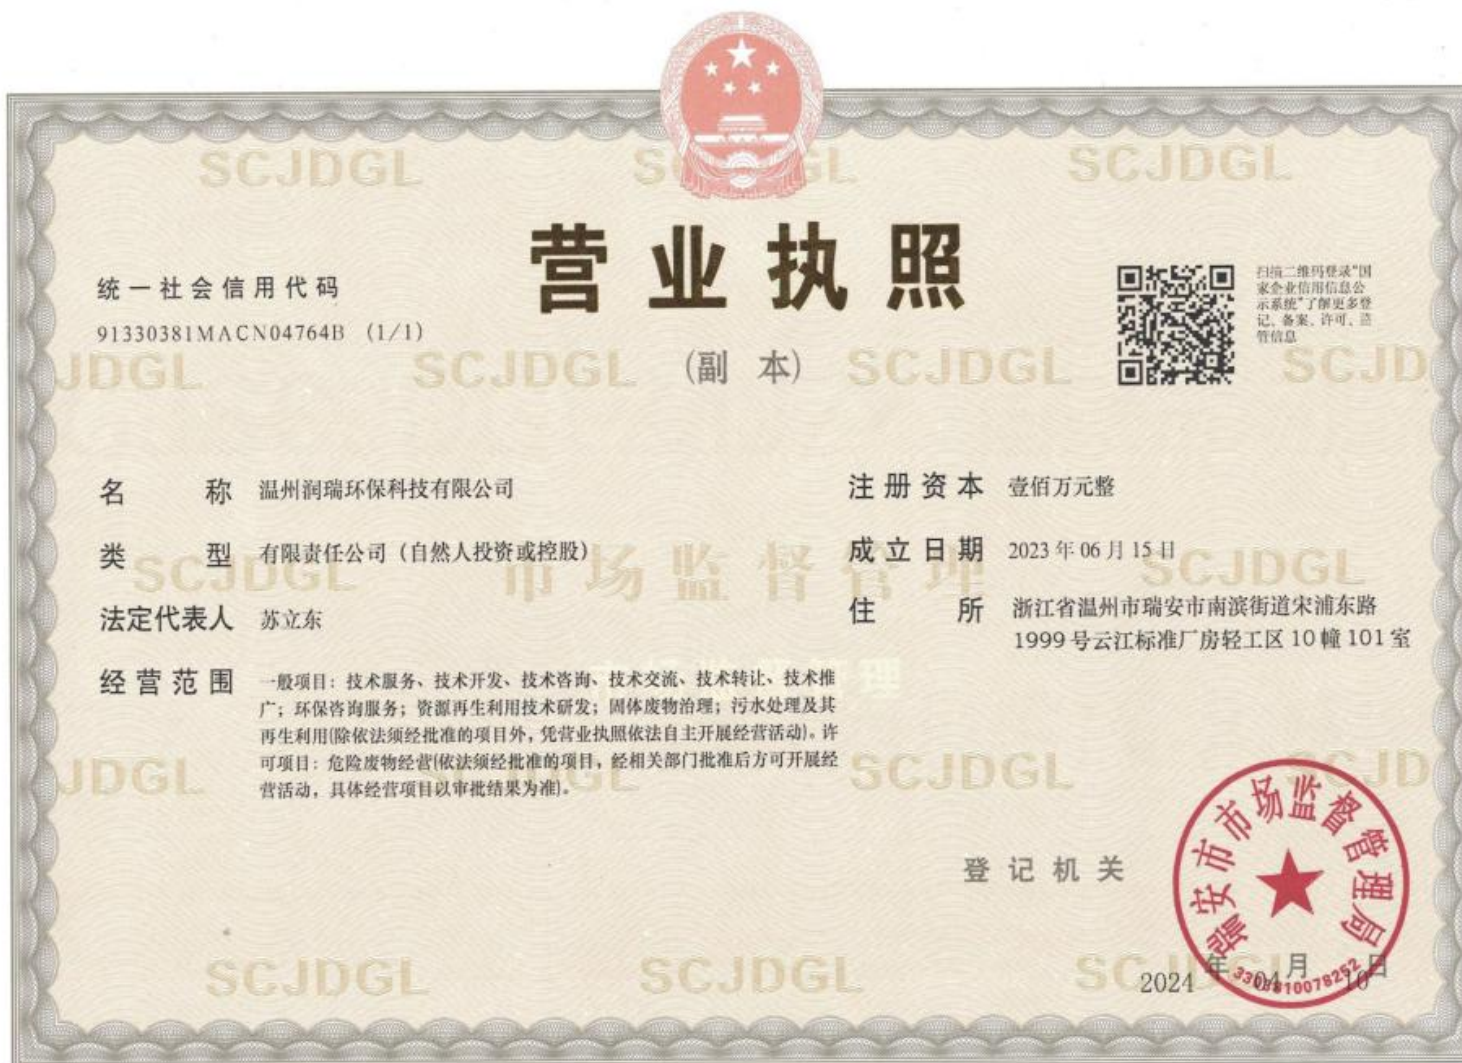 营业执照
(副 本)
统一社会信用代码
91330381MACN04764B (1/1)
扫描二维码登录“国
家企业信用信息公
示系统”了解更多登
记、备案、许可、监
管信息
名 称 温州润瑞环保科技有限公司
类 型 有限责任公司（自然人投资或控股）
法定代表人 苏立东
经营范围 一般项目：技术服务、技术开发、技术咨询、技术交流、技术转让、技术推
广；环保咨询服务；资源再生利用技术研发；固体废物治理；污水处理及其
再生利用(除依法须经批准的项目外，凭营业执照依法自主开展经营活动)。许
可项目：危险废物经营(依法须经批准的项目，经相关部门批准后方可开展经
营活动，具体经营项目以审批结果为准)。
注册资本 壹佰万元整
成立日期 2023年06月15日
住 所 浙江省温州市瑞安市南滨街道宋浦东路
1999号云江标准厂房轻工区10幢101室
登记机关
瑞安市市场监督管理局
3303810078252
2024年04月10日
SCJDGL
市场监督管理